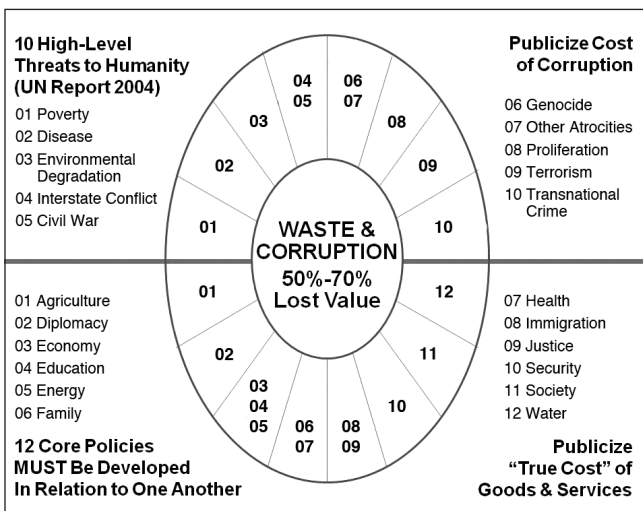 10 High-Level
Threats to Humanity
(UN Report 2004)
01 Poverty
02 Disease
03 Environmental
Degradation
04 Interstate Conflict
05 Civil War
Publicize Cost
of Corruption
06 Genocide
07 Other Atrocities
08 Proliferation
09 Terrorism
10 Transnational
Crime
01
02
03
04
05
06
07
08
09
10
WASTE &
CORRUPTION
50%-70%
Lost Value
01
02
03
04
05
06
07
08
09
10
11
12
01 Agriculture
02 Diplomacy
03 Economy
04 Education
05 Energy
06 Family
12 Core Policies
MUST Be Developed
In Relation to One Another
07 Health
08 Immigration
09 Justice
10 Security
11 Society
12 Water
Publicize
“True Cost” of
Goods & Services